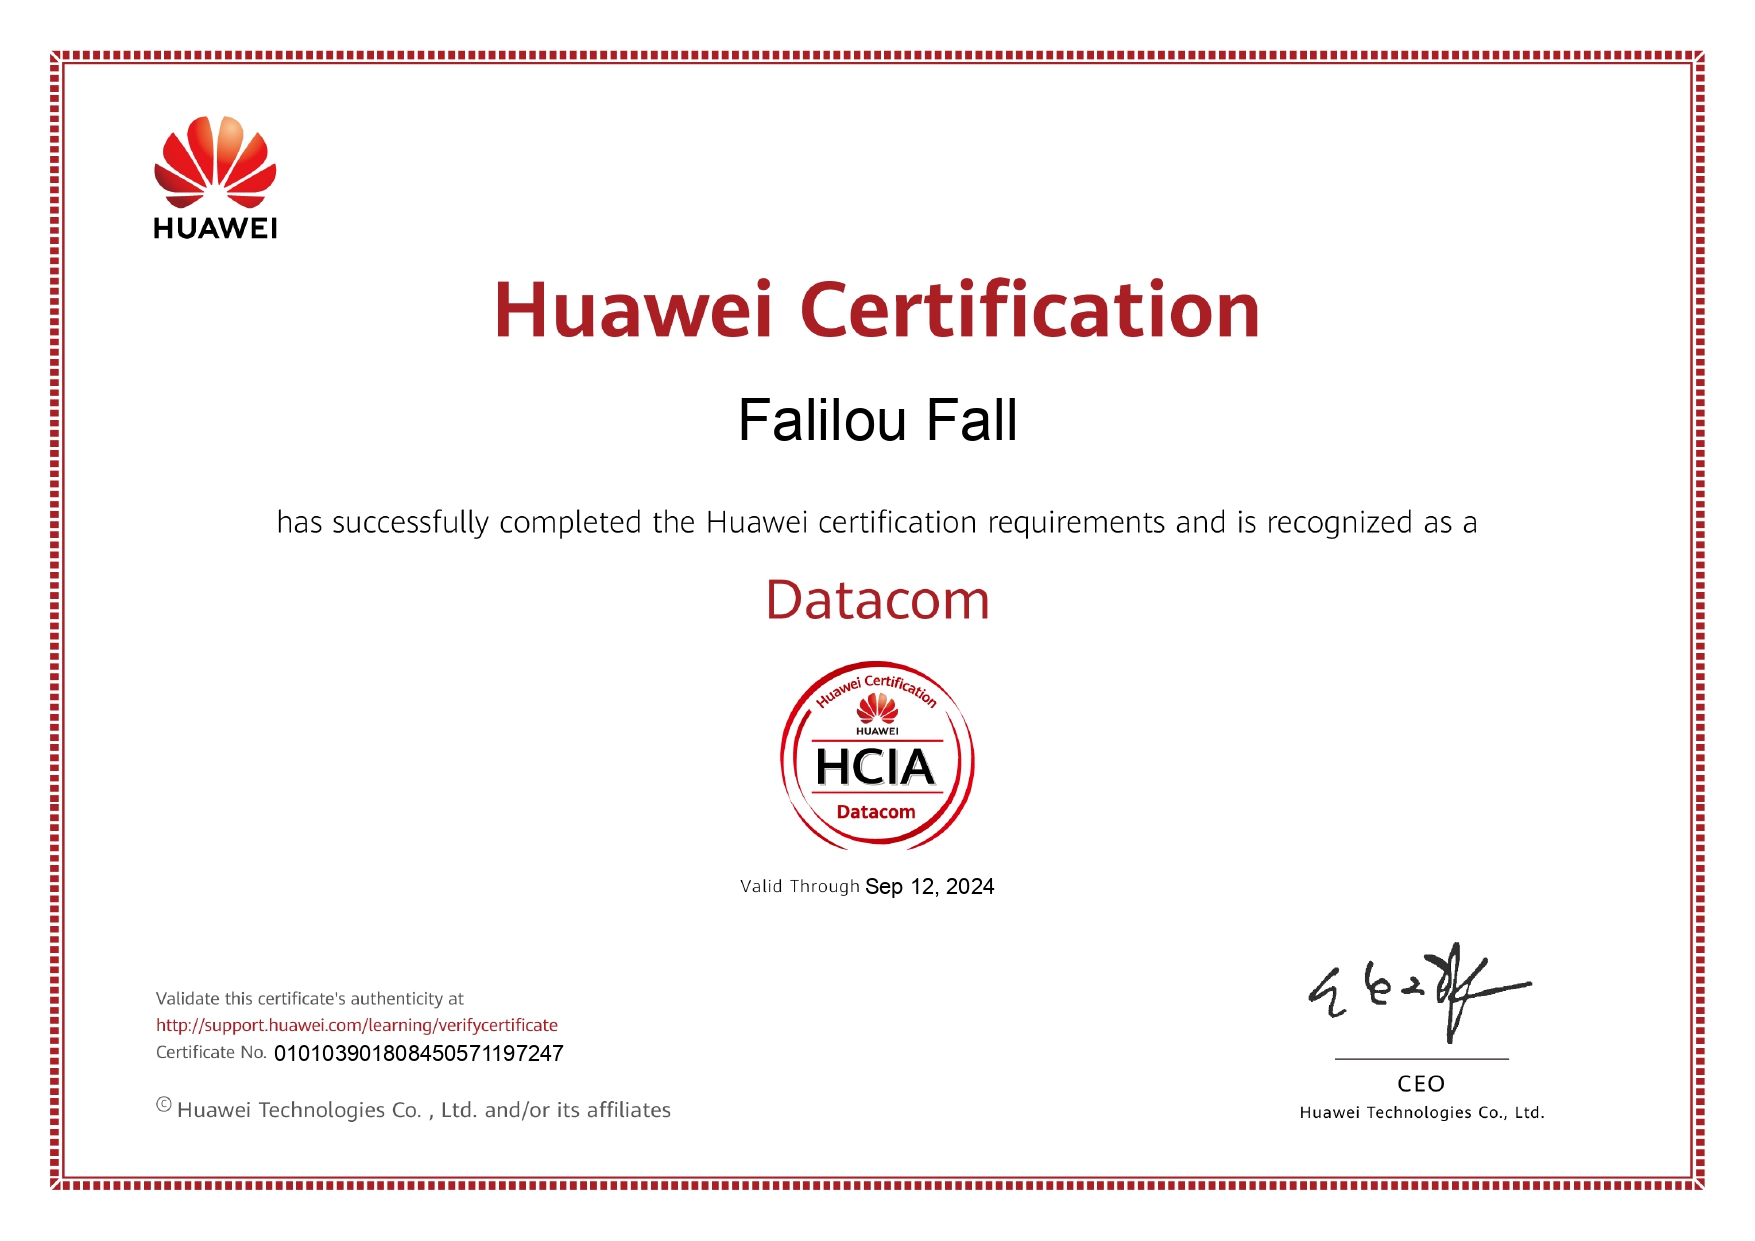 HUAWEI
Huawei Certification
Falilou Fall
has successfully completed the Huawei certification requirements and is recognized as a
Datacom
Huawei Certification
HUAWEI
HCIA
Datacom
Valid Through Sep 12, 2024
Validate this certificate's authenticity at
http://support.huawei.com/learning/verifycertificate
Certificate No. 010103901808450571197247
© Huawei Technologies Co. , Ltd. and/or its affiliates
CEO
Huawei Technologies Co., Ltd.